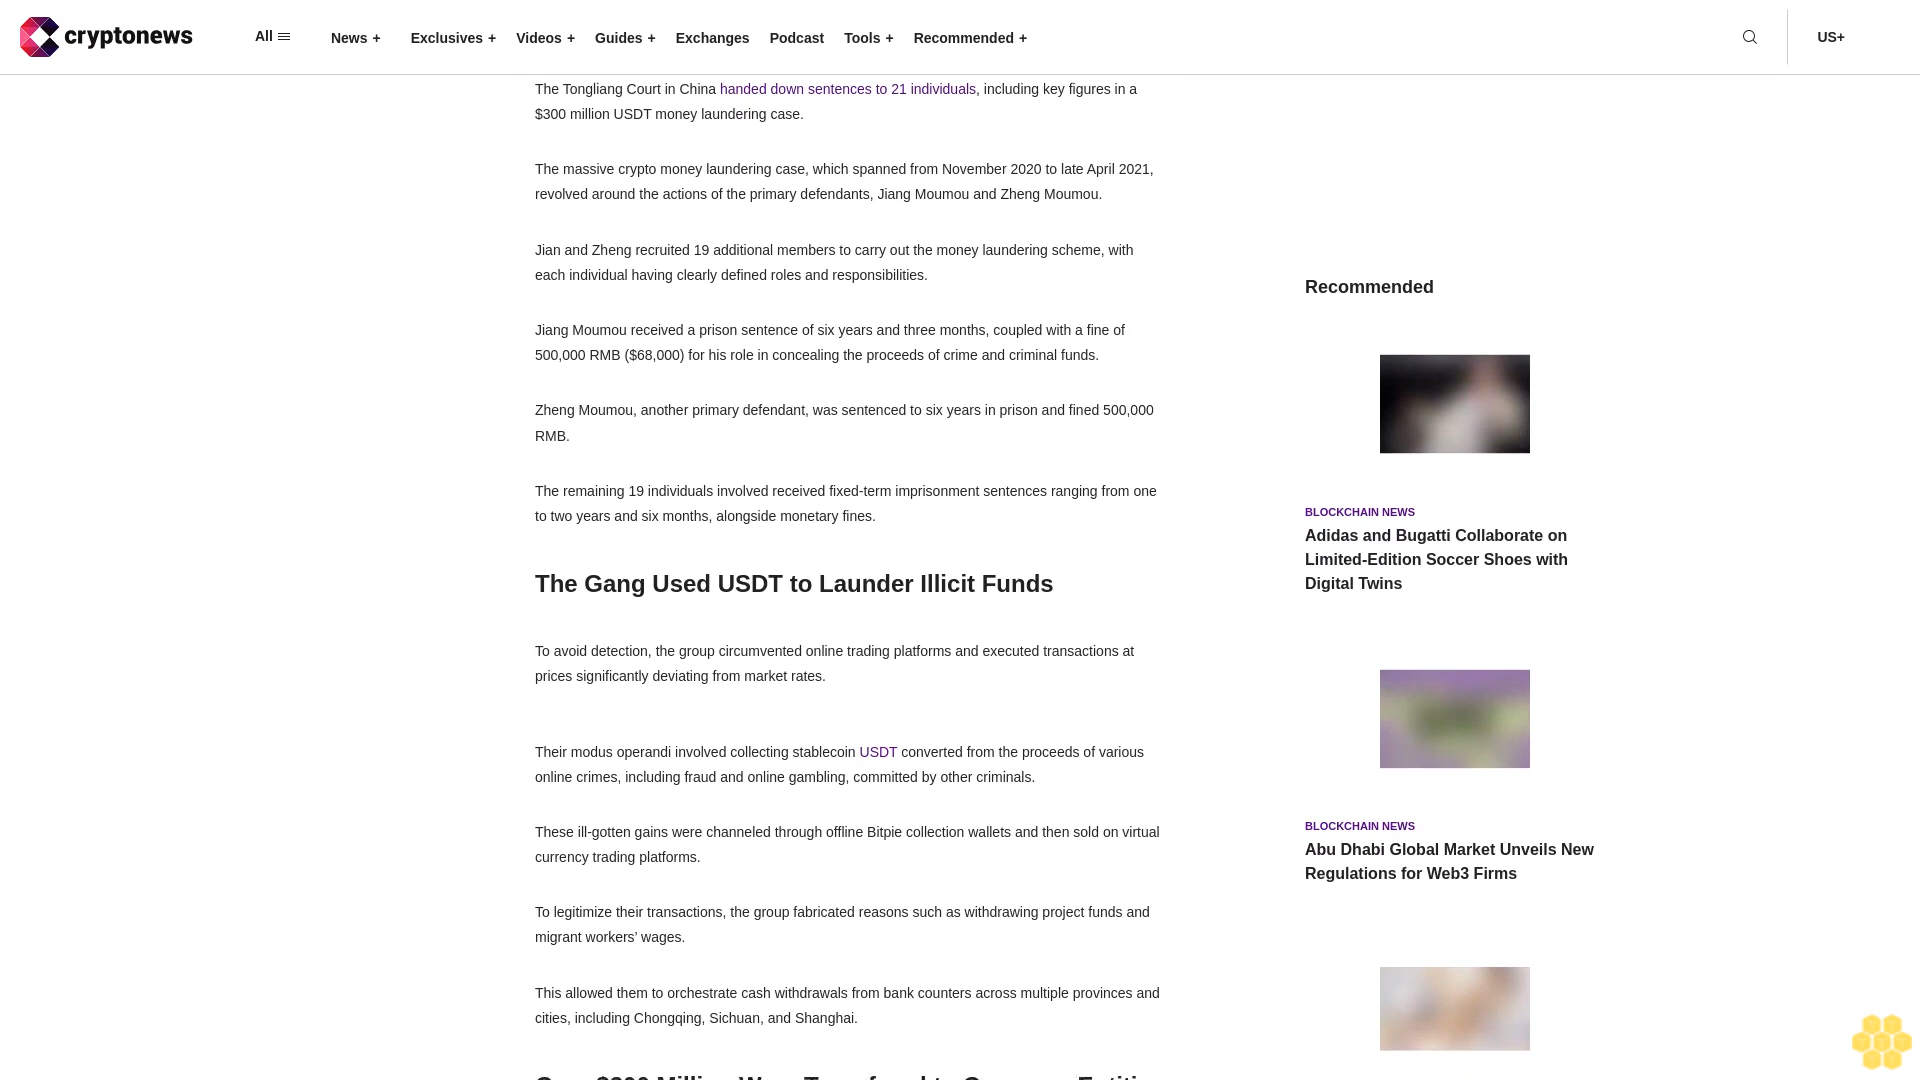 cryptonews
All
News +
Exclusives +
Videos +
Guides +
Exchanges
Podcast
Tools +
Recommended +
US+
The Tongliang Court in China handed down sentences to 21 individuals, including key figures in a
$300 million USDT money laundering case.
The massive crypto money laundering case, which spanned from November 2020 to late April 2021,
revolved around the actions of the primary defendants, Jiang Moumou and Zheng Moumou.
Jian and Zheng recruited 19 additional members to carry out the money laundering scheme, with
each individual having clearly defined roles and responsibilities.
Jiang Moumou received a prison sentence of six years and three months, coupled with a fine of
500,000 RMB ($68,000) for his role in concealing the proceeds of crime and criminal funds.
Zheng Moumou, another primary defendant, was sentenced to six years in prison and fined 500,000
RMB.
The remaining 19 individuals involved received fixed-term imprisonment sentences ranging from one
to two years and six months, alongside monetary fines.
The Gang Used USDT to Launder Illicit Funds
To avoid detection, the group circumvented online trading platforms and executed transactions at
prices significantly deviating from market rates.
Their modus operandi involved collecting stablecoin USDT converted from the proceeds of various
online crimes, including fraud and online gambling, committed by other criminals.
These ill-gotten gains were channeled through offline Bitpie collection wallets and then sold on virtual
currency trading platforms.
To legitimize their transactions, the group fabricated reasons such as withdrawing project funds and
migrant workers’ wages.
This allowed them to orchestrate cash withdrawals from bank counters across multiple provinces and
cities, including Chongqing, Sichuan, and Shanghai.
Recommended
BLOCKCHAIN NEWS
Adidas and Bugatti Collaborate on
Limited-Edition Soccer Shoes with
Digital Twins
BLOCKCHAIN NEWS
Abu Dhabi Global Market Unveils New
Regulations for Web3 Firms